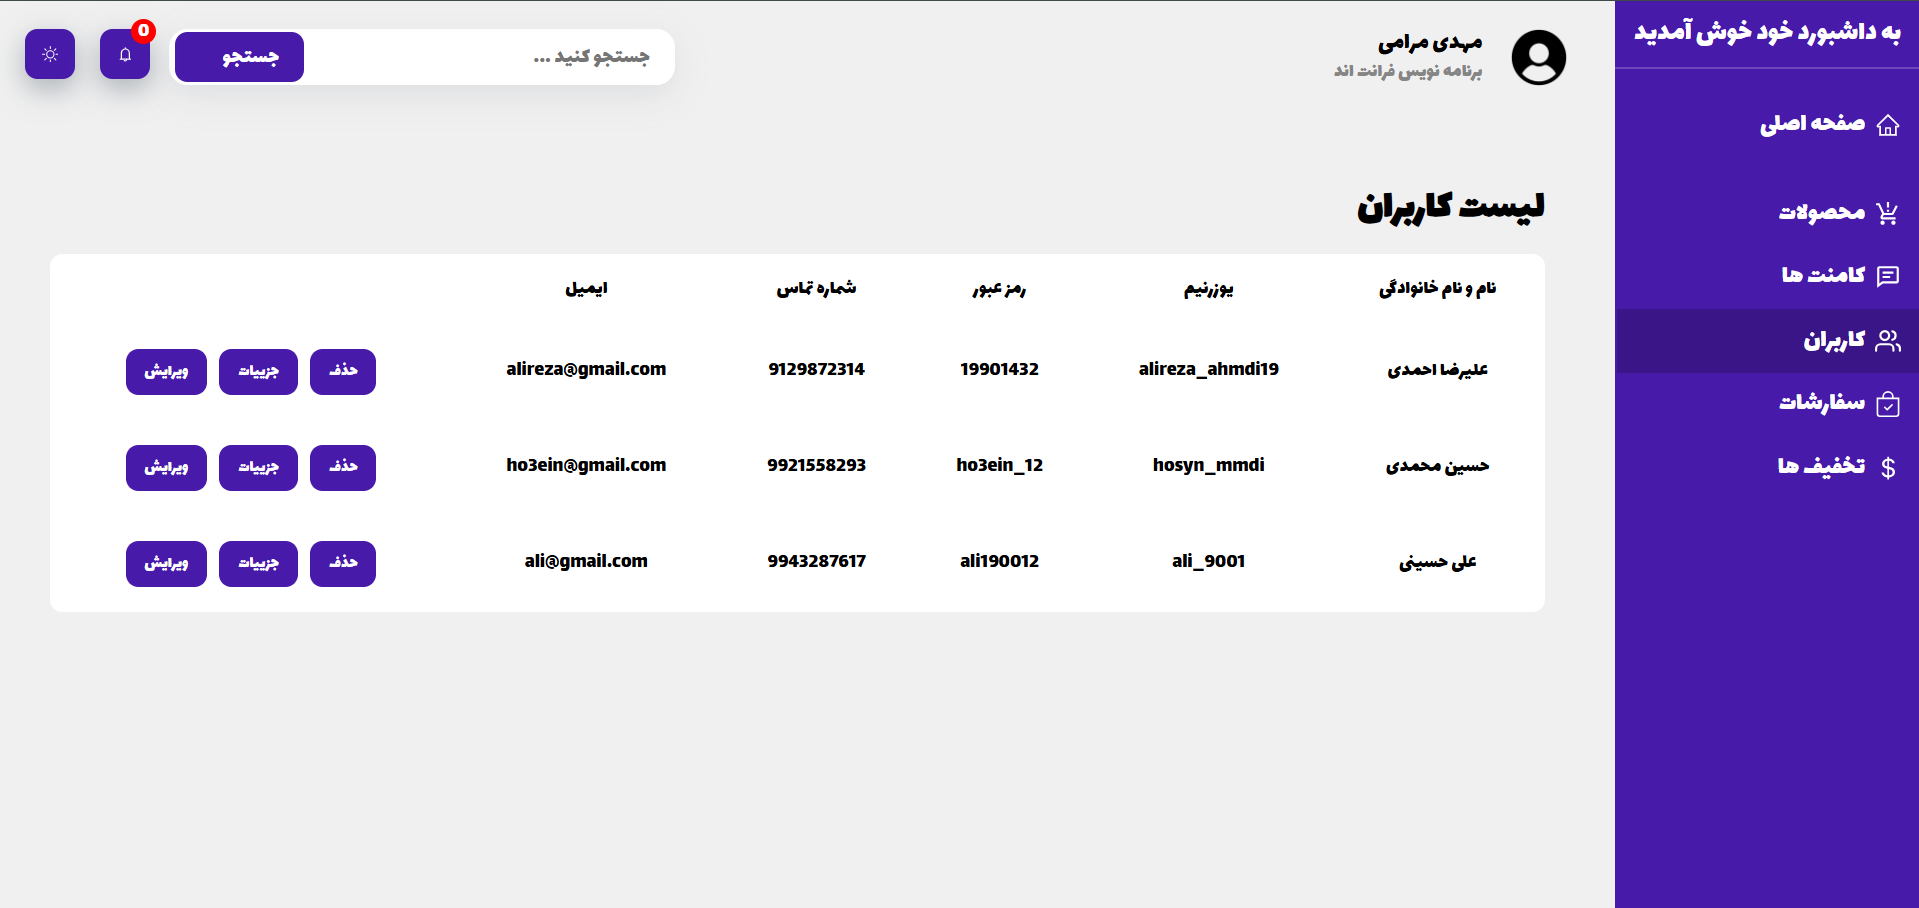 به داشبورد خود خوش آمدید
صفحه اصلی
محصولات
کامنت ها
کاربران
سفارشات
تخفیف ها
مهدی مرامی
برنامه نویس فرانت اند
جستجو کنید ...
جستجو
0
لیست کاربران
نام و نام خانوادگی یوزرنیم رمز عبور شماره تماس ایمیل
علیرضا احمدی alireza_ahmdi19 19901432 9129872314 alireza@gmail.com حذف جزییات ویرایش
حسین محمدی hosyn_mmdi ho3ein_12 9921558293 ho3ein@gmail.com حذف جزییات ویرایش
علی حسینی ali_9001 ali190012 9943287617 ali@gmail.com حذف جزییات ویرایش